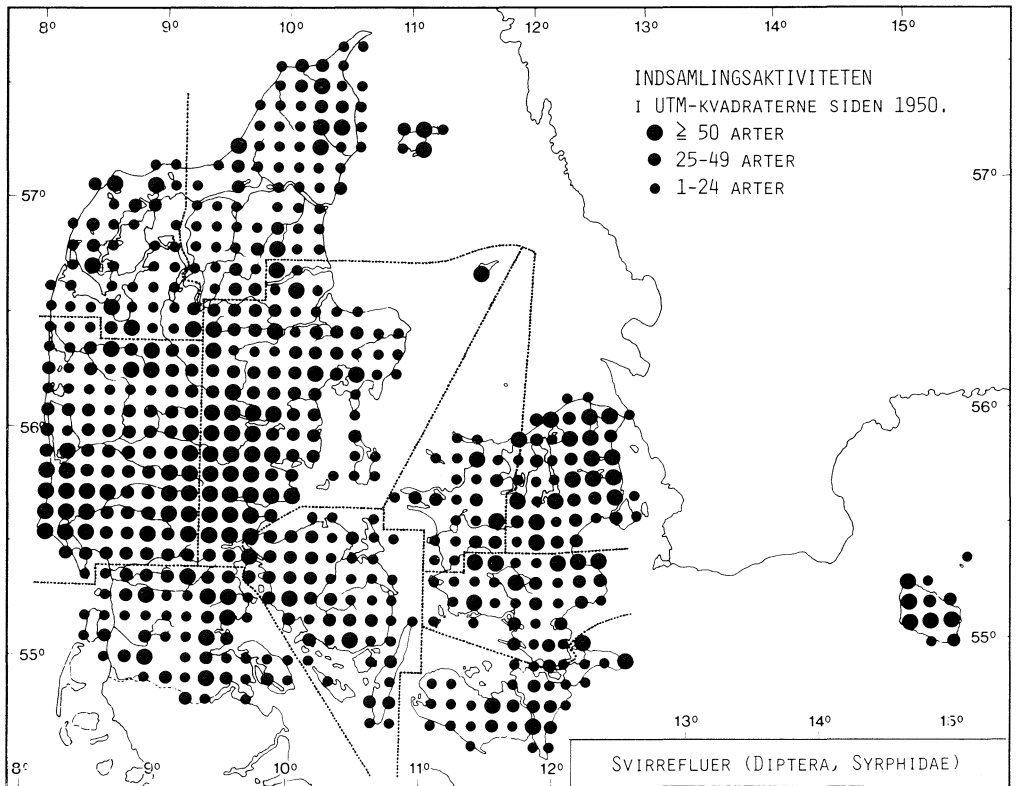 8° 9° 10° 11° 12° 13° 14° 15°
INDSAMLINGSAKTIVITETEN
I UTM-KVADRATERNE SIDEN 1950.
≧ 50 ARTER
25-49 ARTER
1-24 ARTER
57° 57°
56° 56°
55° 55°
13° 14° 15°
8° 9° 10° 11° 12°
SVIRREFLUER (DIPTERA, SYRPHIDAE)